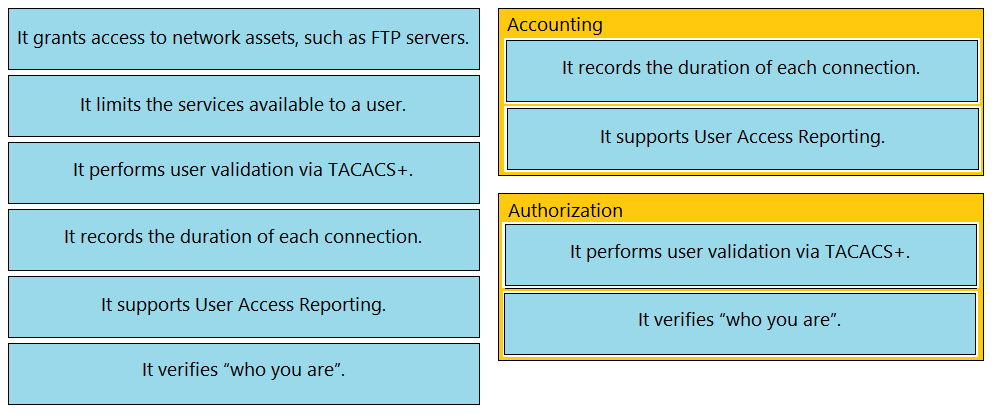 It grants access to network assets, such as FTP servers.
It limits the services available to a user.
It performs user validation via TACACS+.
It records the duration of each connection.
It supports User Access Reporting.
It verifies “who you are”.
Accounting
It records the duration of each connection.
It supports User Access Reporting.
Authorization
It performs user validation via TACACS+.
It verifies “who you are”.